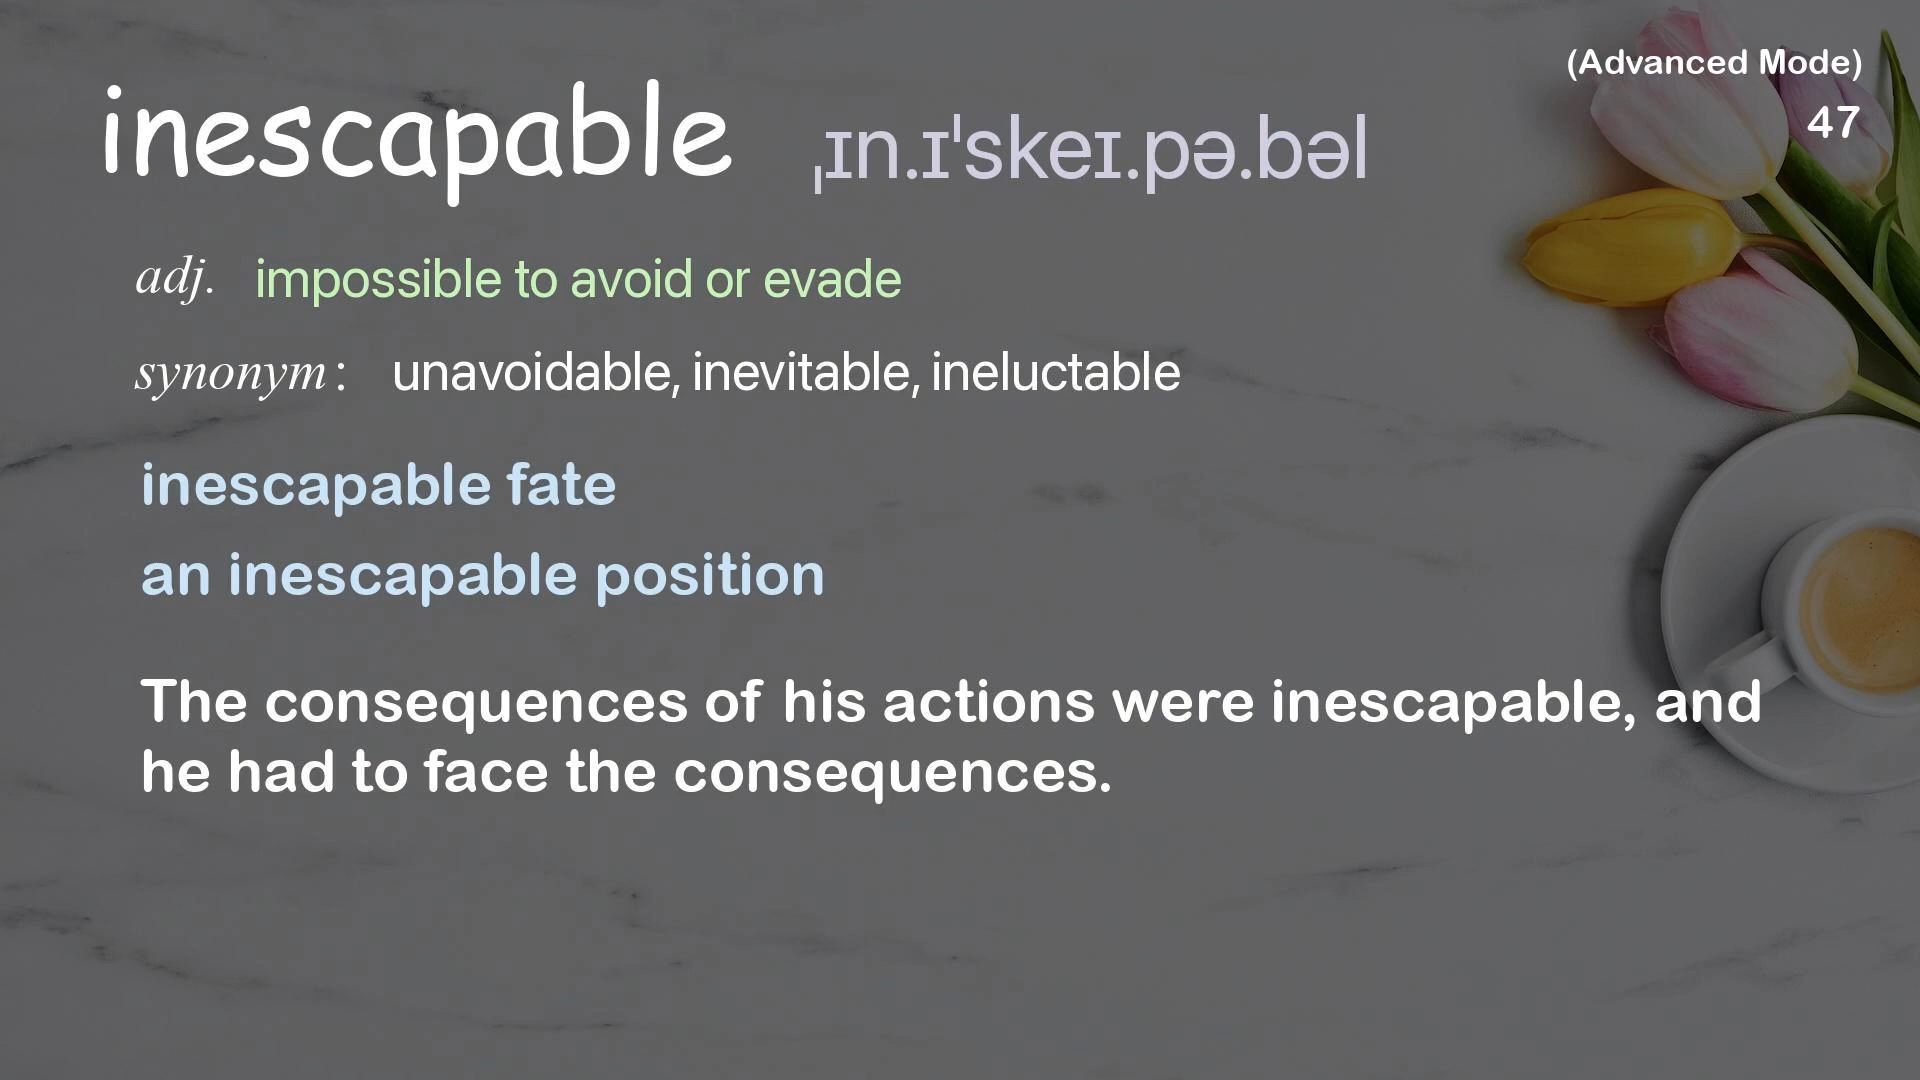 (Advanced Mode)
47
inescapable ˌɪn.ɪˈskeɪ.pə.bəl
adj. impossible to avoid or evade
synonym : unavoidable, inevitable, ineluctable
inescapable fate
an inescapable position
The consequences of his actions were inescapable, and
he had to face the consequences.